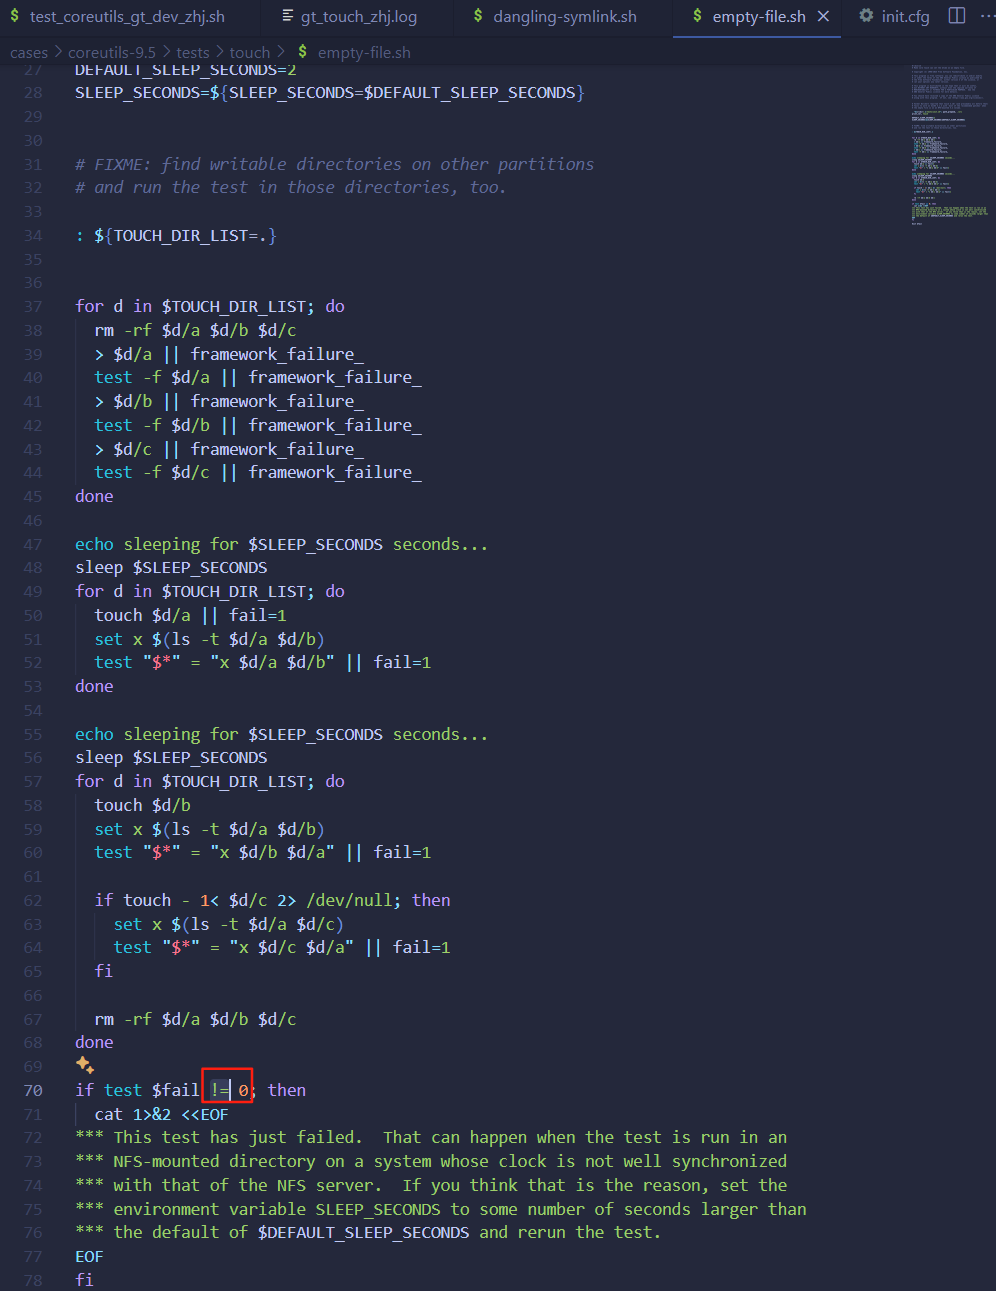 $ test_coreutils_gt_dev_zhj.sh gt_touch_zhj.log $ dangling-symlink.sh $ empty-file.sh init.cfg
cases > coreutils-9.5 > tests > touch > $ empty-file.sh
27 DEFAULT_SLEEP_SECONDS=2
28 SLEEP_SECONDS=${SLEEP_SECONDS=$DEFAULT_SLEEP_SECONDS}
29
30
31 # FIXME: find writable directories on other partitions
32 # and run the test in those directories, too.
33
34 : ${TOUCH_DIR_LIST=.}
35
36
37 for d in $TOUCH_DIR_LIST; do
38   rm -rf $d/a $d/b $d/c
39   > $d/a || framework_failure_
40   test -f $d/a || framework_failure_
41   > $d/b || framework_failure_
42   test -f $d/b || framework_failure_
43   > $d/c || framework_failure_
44   test -f $d/c || framework_failure_
45 done
46
47 echo sleeping for $SLEEP_SECONDS seconds...
48 sleep $SLEEP_SECONDS
49 for d in $TOUCH_DIR_LIST; do
50   touch $d/a || fail=1
51   set x $(ls -t $d/a $d/b)
52   test "$*" = "x $d/a $d/b" || fail=1
53 done
54
55 echo sleeping for $SLEEP_SECONDS seconds...
56 sleep $SLEEP_SECONDS
57 for d in $TOUCH_DIR_LIST; do
58   touch $d/b
59   set x $(ls -t $d/a $d/b)
60   test "$*" = "x $d/b $d/a" || fail=1
61
62   if touch - 1< $d/c 2> /dev/null; then
63     set x $(ls -t $d/a $d/c)
64     test "$*" = "x $d/c $d/a" || fail=1
65   fi
66
67   rm -rf $d/a $d/b $d/c
68 done
69
70 if test $fail != 0; then
71   cat 1>&2 <<EOF
72 *** This test has just failed.  That can happen when the test is run in an
73 *** NFS-mounted directory on a system whose clock is not well synchronized
74 *** with that of the NFS server.  If you think that is the reason, set the
75 *** environment variable SLEEP_SECONDS to some number of seconds larger than
76 *** the default of $DEFAULT_SLEEP_SECONDS and rerun the test.
77 EOF
78 fi